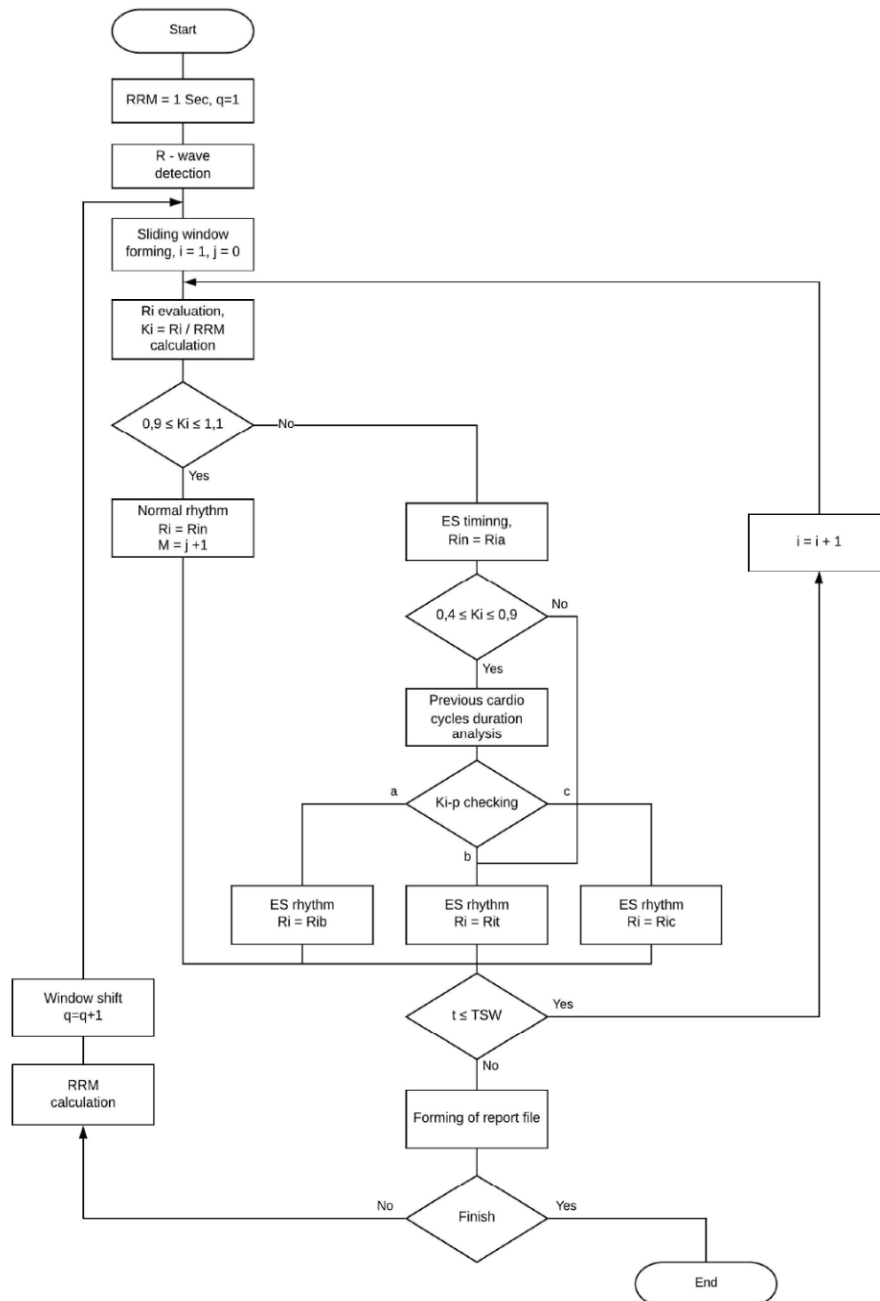 Start
RRM = 1 Sec, q=1
R - wave
detection
Sliding window
forming, i = 1, j = 0
Ri evaluation,
Ki = Ri / RRM
calculation
0,9 ≤ Ki ≤ 1,1
No
Yes
Normal rhythm
Ri = Rin
M = j +1
ES timinng,
Rin = Ria
i = i + 1
0,4 ≤ Ki ≤ 0,9
No
Yes
Previous cardio
cycles duration
analysis
a
Ki-p checking
c
b
ES rhythm
Ri = Rib
ES rhythm
Ri = Rit
ES rhythm
Ri = Ric
Window shift
q=q+1
t ≤ TSW
Yes
No
RRM
calculation
Forming of report file
No
Finish
Yes
End